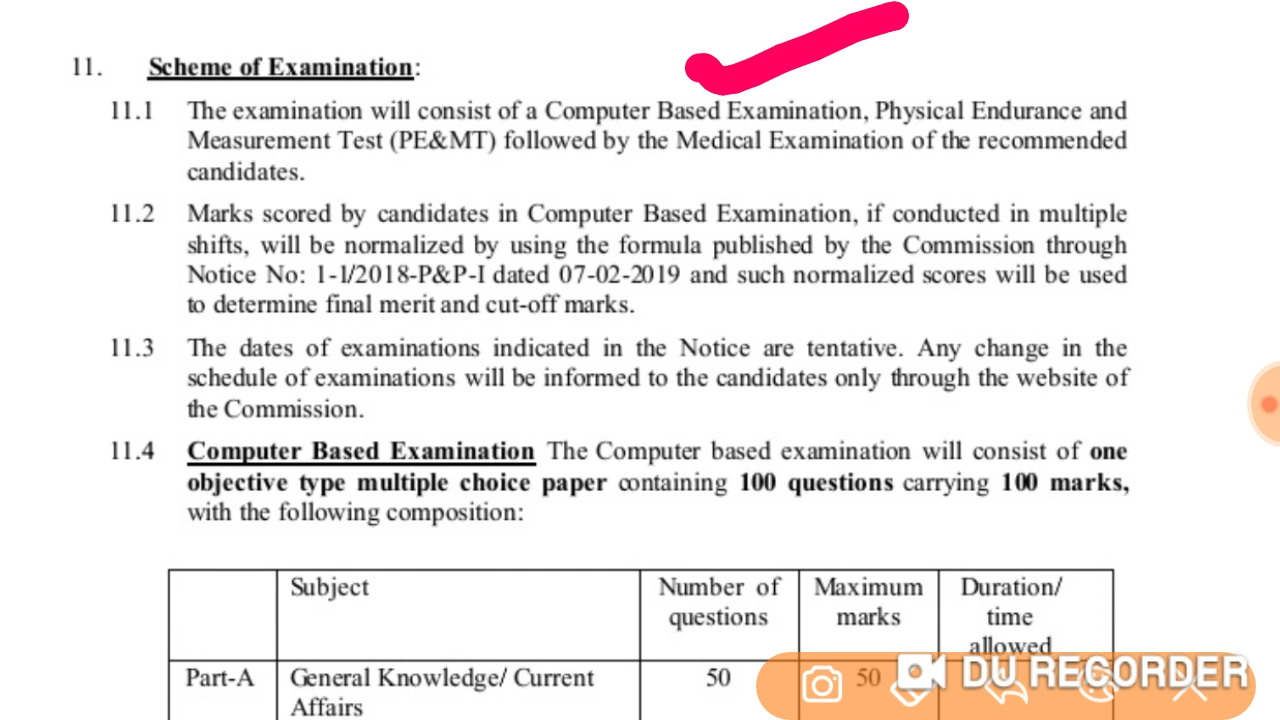 11. Scheme of Examination:
11.1 The examination will consist of a Computer Based Examination, Physical Endurance and
Measurement Test (PE&MT) followed by the Medical Examination of the recommended
candidates.
11.2 Marks scored by candidates in Computer Based Examination, if conducted in multiple
shifts, will be normalized by using the formula published by the Commission through
Notice No: 1-1/2018-P&P-I dated 07-02-2019 and such normalized scores will be used
to determine final merit and cut-off marks.
11.3 The dates of examinations indicated in the Notice are tentative. Any change in the
schedule of examinations will be informed to the candidates only through the website of
the Commission.
11.4 Computer Based Examination The Computer based examination will consist of one
objective type multiple choice paper containing 100 questions carrying 100 marks,
with the following composition:
Subject Number of Maximum Duration/
questions marks time
allowed
Part-A General Knowledge/ Current 50 50
Affairs
DU RECORDER